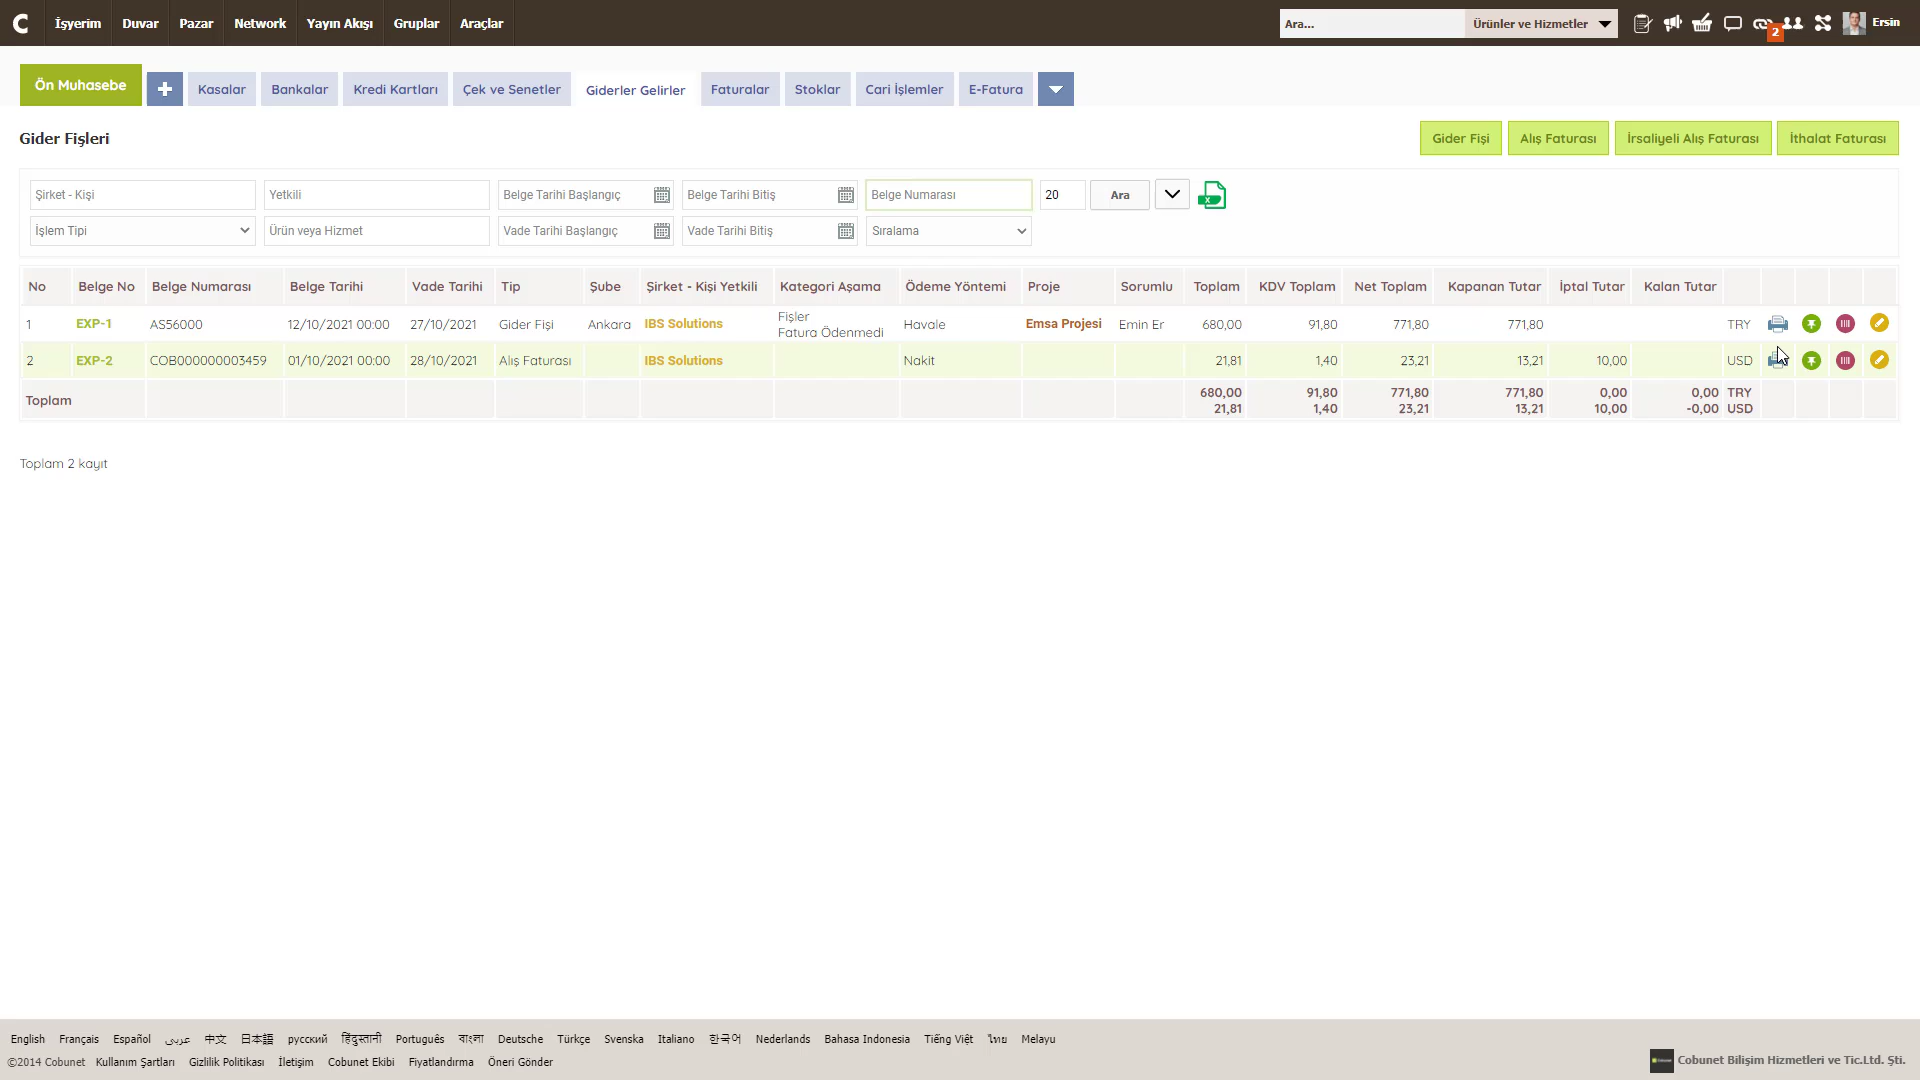 C İşyerim Duvar Pazar Network Yayın Akışı Gruplar Araçlar Ara... Ürünler ve Hizmetler 2 Ersin
Ön Muhasebe Kasalar Bankalar Kredi Kartları Çek ve Senetler Giderler Gelirler Faturalar Stoklar Cari İşlemler E-Fatura
Gider Fişleri Gider Fişi Alış Faturası İrsaliyeli Alış Faturası İthalat Faturası
Şirket - Kişi Yetkili Belge Tarihi Başlangıç Belge Tarihi Bitiş Belge Numarası 20 Ara
İşlem Tipi Ürün veya Hizmet Vade Tarihi Başlangıç Vade Tarihi Bitiş Sıralama
No Belge No Belge Numarası Belge Tarihi Vade Tarihi Tip Şube Şirket - Kişi Yetkili Kategori Aşama Ödeme Yöntemi Proje Sorumlu Toplam KDV Toplam Net Toplam Kapanan Tutar İptal Tutar Kalan Tutar
1 EXP-1 AS56000 12/10/2021 00:00 27/10/2021 Gider Fişi Ankara IBS Solutions Fişler Havale Emsa Projesi Emin Er 680,00 91,80 771,80 771,80 TRY
Fatura Ödenmedi
2 EXP-2 COB000000003459 01/10/2021 00:00 28/10/2021 Alış Faturası IBS Solutions Nakit 21,81 1,40 23,21 13,21 10,00 USD
Toplam 680,00 91,80 771,80 771,80 0,00 0,00 TRY
21,81 1,40 23,21 13,21 10,00 -0,00 USD
Toplam 2 kayıt
English Français Español عربى 中文 日本語 русский हिंदुस्तानी Português বাংলা Deutsche Türkçe Svenska Italiano 한국어 Nederlands Bahasa Indonesia Tiếng Việt ไทย Melayu
©2014 Cobunet Kullanım Şartları Gizlilik Politikası İletişim Cobunet Ekibi Fiyatlandırma Öneri Gönder Cobunet Bilişim Hizmetleri ve Tic.Ltd. Şti.